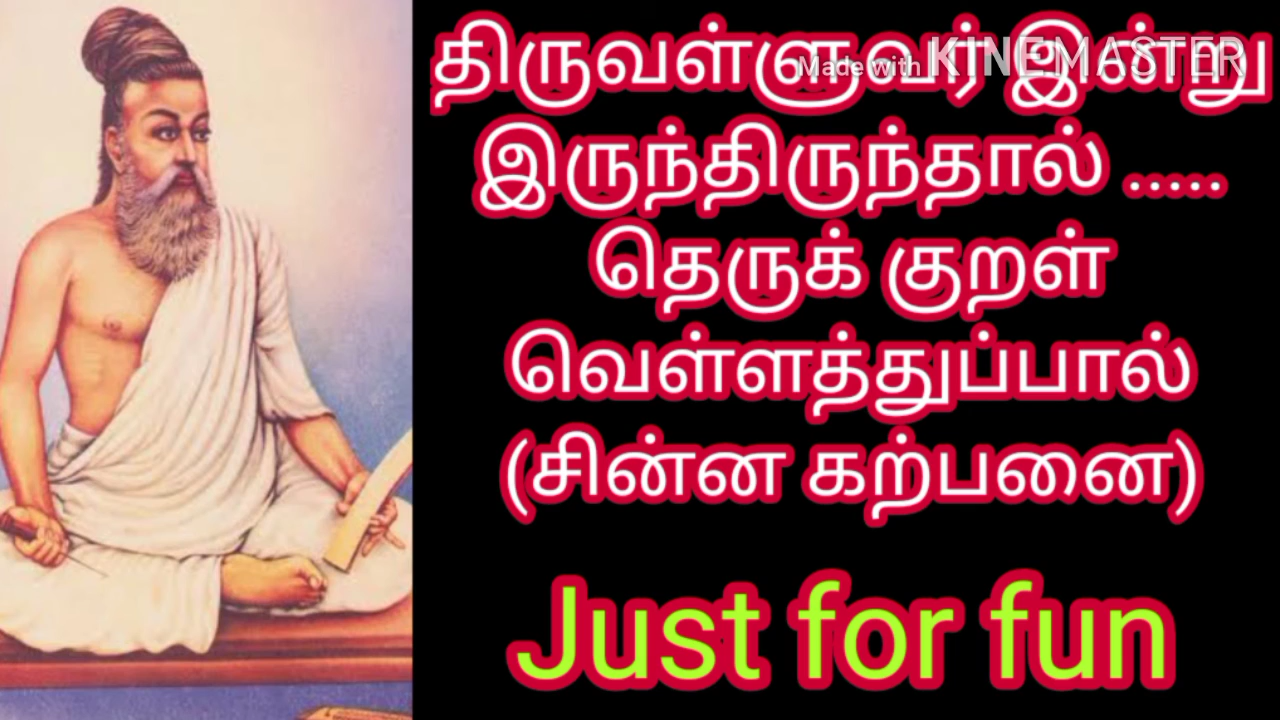 திருவள்ளுவர் இன்று
Made with KINEMASTER
இருந்திருந்தால் .....
தெருக் குறள்
வெள்ளத்துப்பால்
(சின்ன கற்பனை)
Just for fun